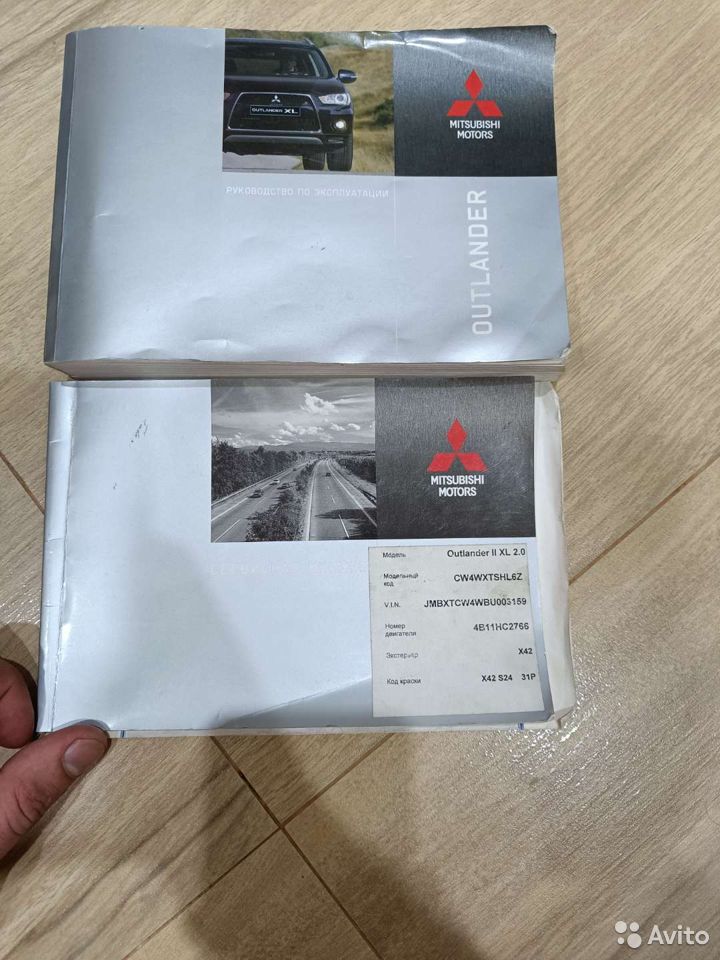 OUTLANDER XL
MITSUBISHI
MOTORS
РУКОВОДСТВО ПО ЭКСПЛУАТАЦИИ
OUTLANDER
MITSUBISHI
MOTORS
Модель Outlander II XL 2.0
Модельный
код CW4WXTSHL6Z
V.I.N. JMBXTCW4WBU003159
Номер
двигателя 4B11HC2766
Экстерьер X42
Код краски X42 S24 31P
Avito